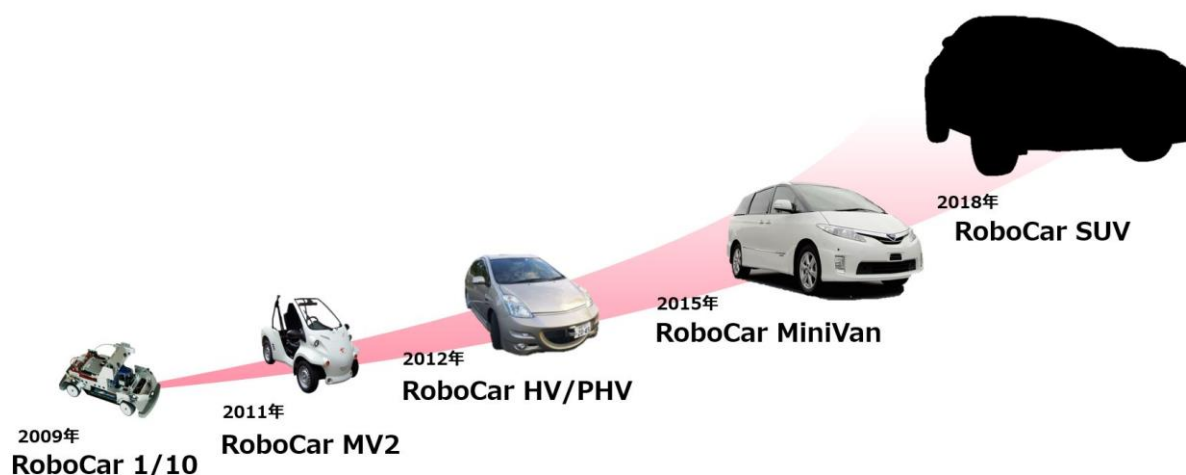 2009年
RoboCar 1/10
2011年
RoboCar MV2
2012年
RoboCar HV/PHV
2015年
RoboCar MiniVan
2018年
RoboCar SUV